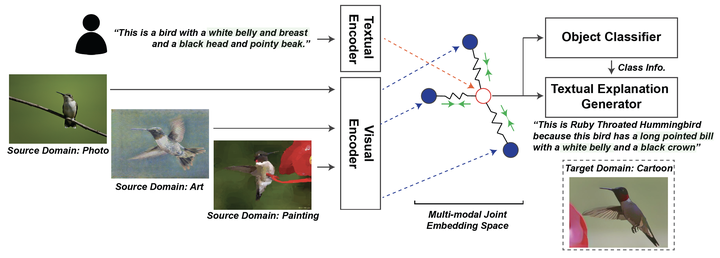 “This is a bird with a white belly and breast
and a black head and pointy beak.”
Textual
Encoder
Visual
Encoder
Source Domain: Photo
Source Domain: Art
Source Domain: Painting
Multi-modal Joint
Embedding Space
Object Classifier
Class Info.
Textual Explanation
Generator
“This is Ruby Throated Hummingbird
because this bird has a long pointed bill
with a white belly and a black crown”
Target Domain: Cartoon